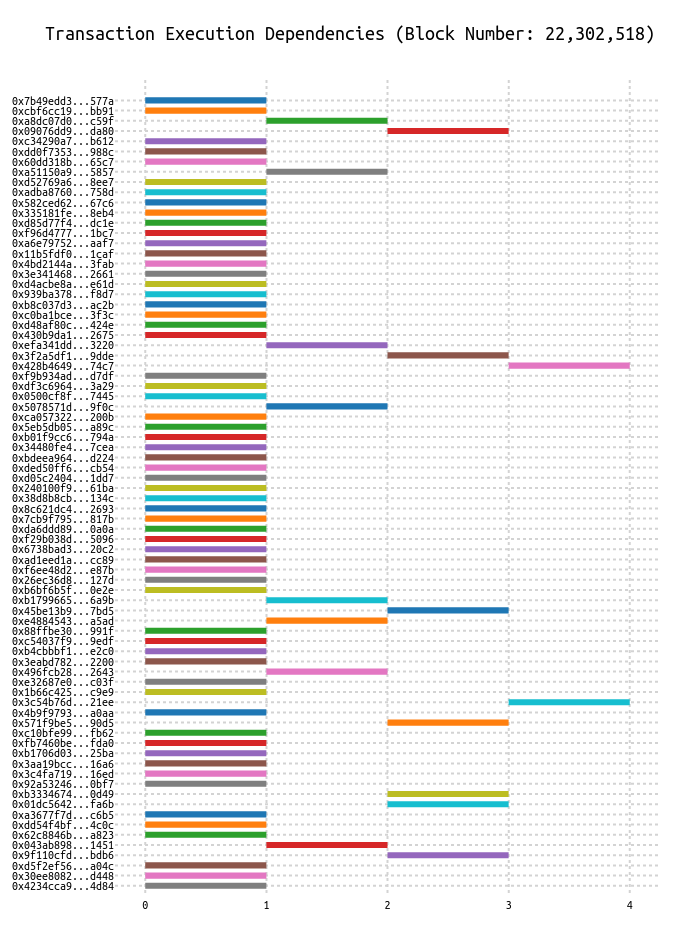 Transaction Execution Dependencies (Block Number: 22,302,518)
0x7b49edd3...577a
0xcbf6cc19...bb91
0xa8dc07d0...c59f
0x09076dd9...da80
0xc34290a7...b612
0xdd0f7353...988c
0x60dd318b...65c7
0xa51150a9...5857
0xd52769a6...8ee7
0xadba8760...758d
0x582ced62...67c6
0x335181fe...8eb4
0xd85d77f4...dc1e
0xf96d4777...1bc7
0xa6e79752...aaf7
0x11b5fdf0...1caf
0x4bd2144a...3fab
0x3e341468...2661
0xd4acbe8a...e61d
0x939ba378...f8d7
0xb8c037d3...ac2b
0xc0ba1bce...3f3c
0xd48af80c...424e
0x430b9da1...2675
0xefa341dd...3220
0x3f2a5df1...9dde
0x428b4649...74c7
0xf9b934ad...d7df
0xdf3c6964...3a29
0x0500cf8f...7445
0x5078571d...9f0c
0xca057322...200b
0x5eb5db05...a89c
0xb01f9cc6...794a
0x34480fe4...7cea
0xbdeea964...d224
0xded50ff6...cb54
0xd05c2404...1dd7
0x240100f9...61ba
0x38d8b8cb...134c
0x8c621dc4...2693
0x7cb9f795...817b
0xda6ddd89...0a0a
0xf29b038d...5096
0x6738bad3...20c2
0xad1eed1a...cc89
0xf6ee48d2...e87b
0x26ec36d8...127d
0xb6bf6b5f...0e2e
0xb1799665...6a9b
0x45be13b9...7bd5
0xe4884543...a5ad
0x88ffbe30...991f
0xc54037f9...9edf
0xb4cbbbf1...e2c0
0x3eabd782...2200
0x496fcb28...2643
0xe32687e0...c03f
0x1b66c425...c9e9
0x3c54b76d...21ee
0x4b9f9793...a0aa
0x571f9be5...90d5
0xc10bfe99...fb62
0xfb7460be...fda0
0xb1706d03...25ba
0x3aa19bcc...16a6
0x3c4fa719...16ed
0x92a53246...0bf7
0xb3334674...0d49
0x01dc5642...fa6b
0xa3677f7d...c6b5
0xdd54f4bf...4c0c
0x62c8846b...a823
0x043ab898...1451
0x9f110cfd...bdb6
0xd5f2ef56...a04c
0x30ee8082...d448
0x4234cca9...4d84
0 1 2 3 4